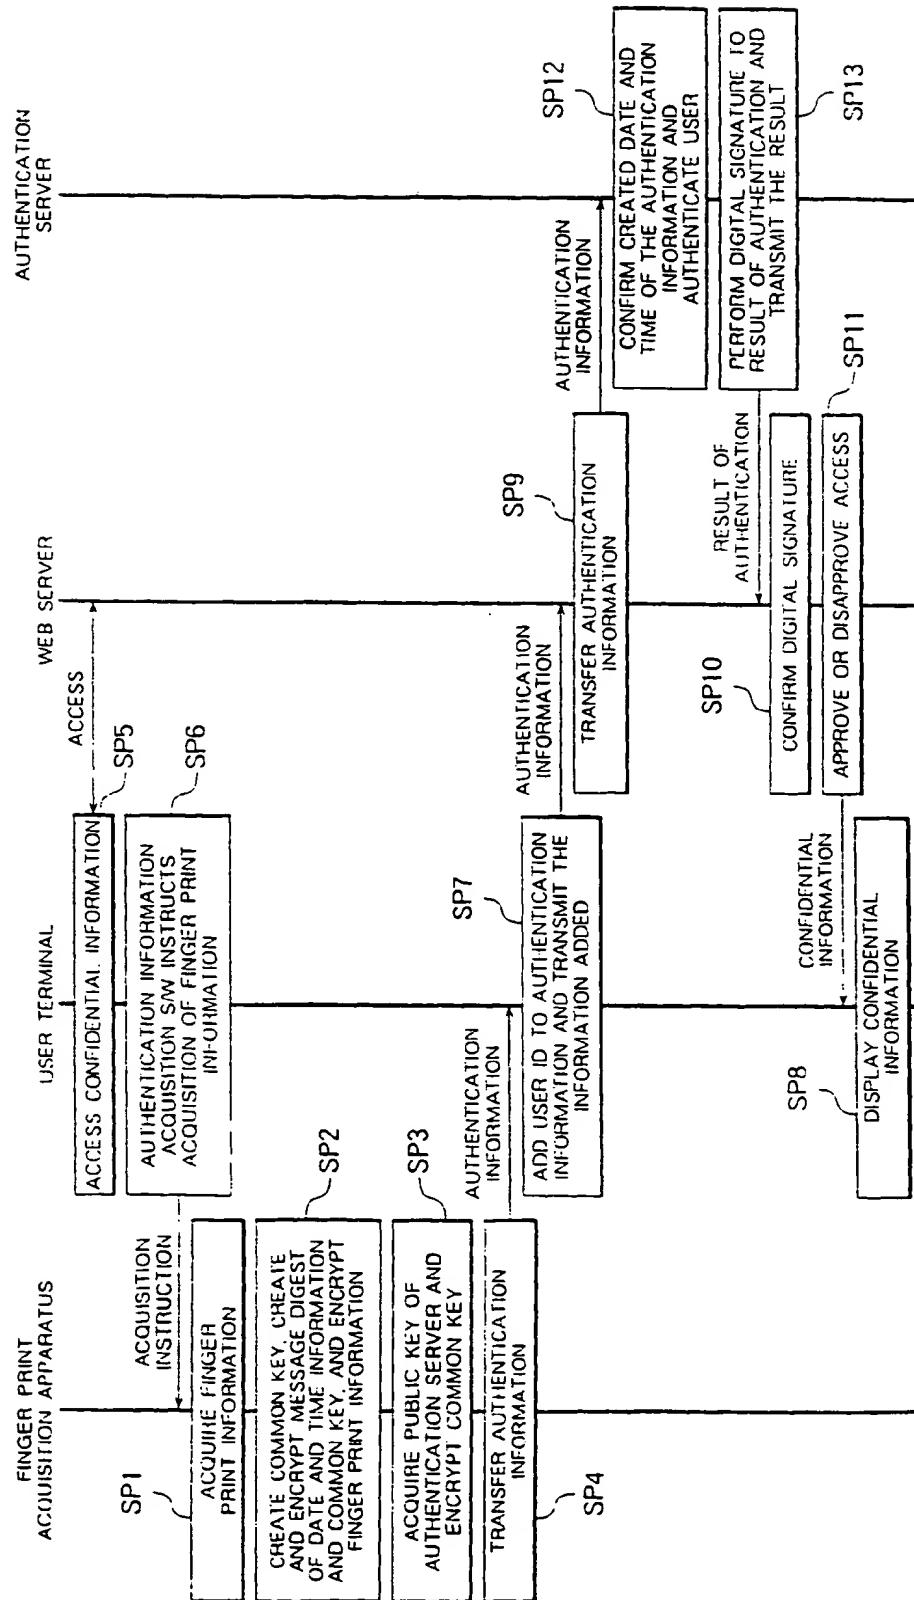 FINGER PRINT
ACQUISITION APPARATUS
USER TERMINAL
WEB SERVER
AUTHENTICATION
SERVER
ACCESS
ACCESS CONFIDENTIAL INFORMATION
SP5
AUTHENTICATION INFORMATION
ACQUISITION S/W INSTRUCTS
ACQUISITION OF FINGER PRINT
INFORMATION
SP6
ACQUISITION
INSTRUCTION
SP1
ACQUIRE FINGER
PRINT INFORMATION
CREATE COMMON KEY, CREATE
AND ENCRYPT MESSAGE DIGEST
OF DATE AND TIME INFORMATION
AND COMMON KEY, AND ENCRYPT
FINGER PRINT INFORMATION
SP2
ACQUIRE PUBLIC KEY OF
AUTHENTICATION SERVER AND
ENCRYPT COMMON KEY
SP3
TRANSFER AUTHENTICATION
INFORMATION
SP4
AUTHENTICATION
INFORMATION
SP7
ADD USER ID TO AUTHENTICATION
INFORMATION AND TRANSMIT THE
INFORMATION ADDED
AUTHENTICATION
INFORMATION
SP9
TRANSFER AUTHENTICATION
INFORMATION
AUTHENTICATION
INFORMATION
SP12
CONFIRM CREATED DATE AND
TIME OF THE AUTHENTICATION
INFORMATION AND
AUTHENTICATE USER
PERFORM DIGITAL SIGNATURE TO
RESULT OF AUTHENTICATION AND
TRANSMIT THE RESULT
SP13
RESULT OF
AUTHENTICATION
SP10
CONFIRM DIGITAL SIGNATURE
APPROVE OR DISAPPROVE ACCESS
SP11
CONFIDENTIAL
INFORMATION
SP8
DISPLAY CONFIDENTIAL
INFORMATION